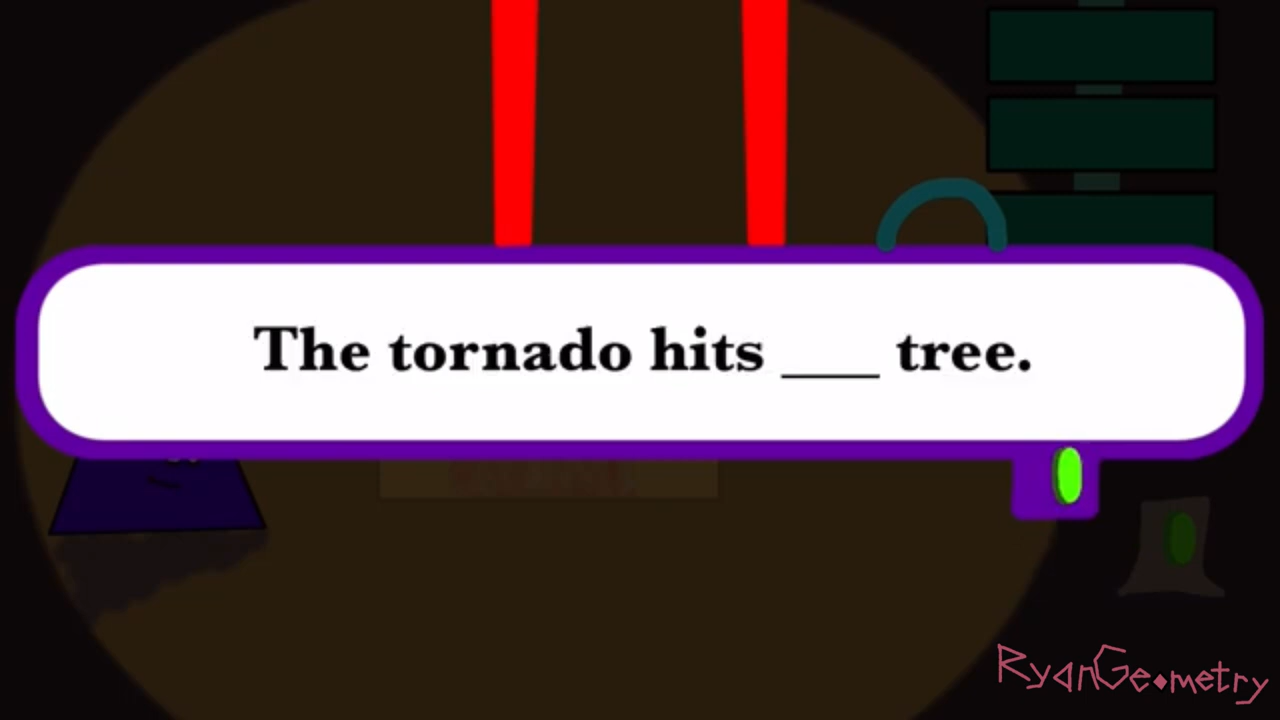 The tornado hits ___ tree.
RyanGeometry